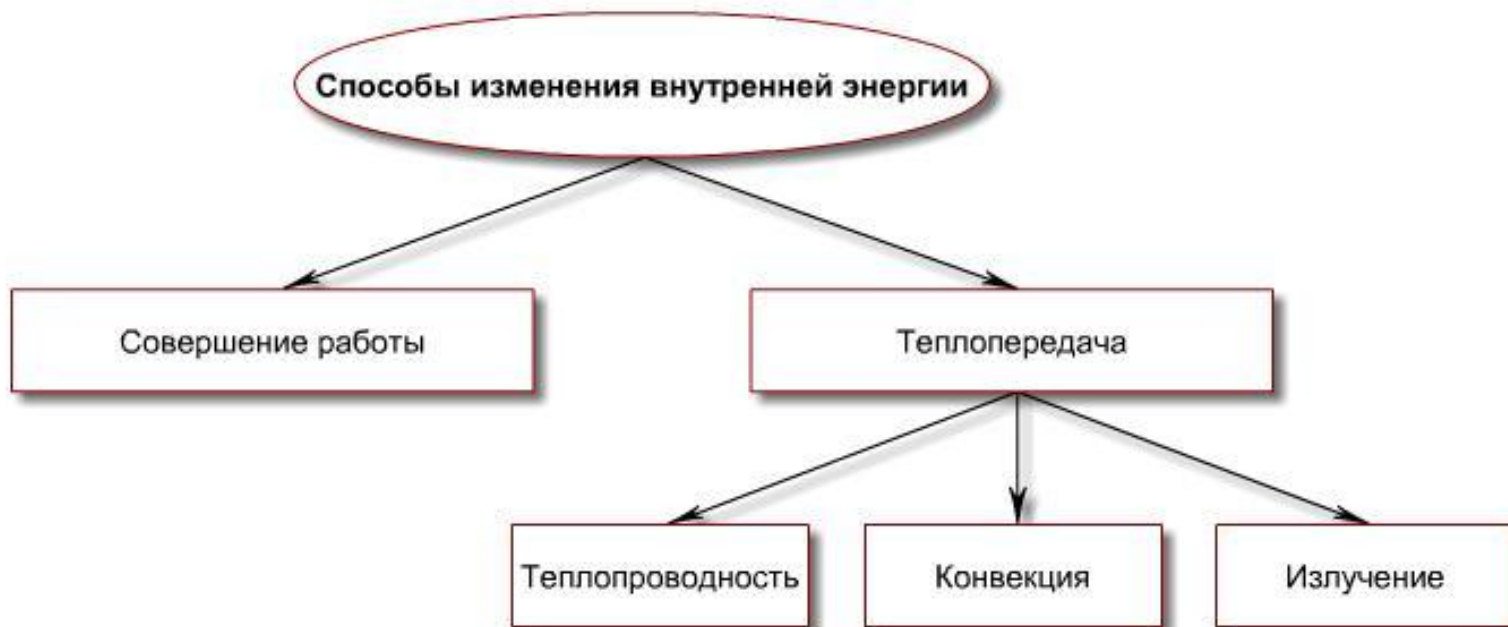 Способы изменения внутренней энергии
Совершение работы
Теплопередача
Теплопроводность
Конвекция
Излучение